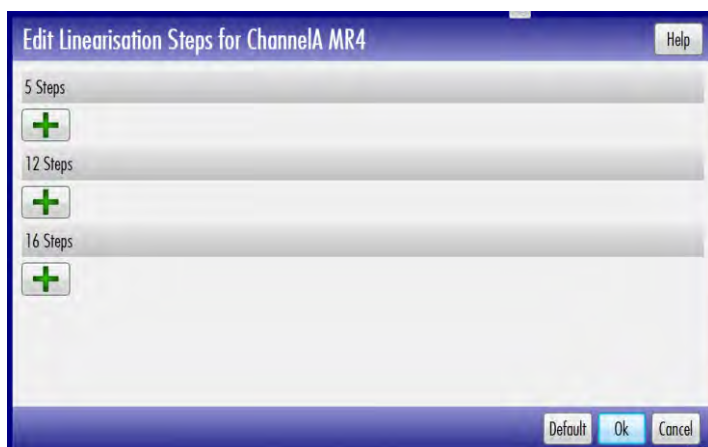 Edit Linearisation Steps for ChannelA MR4
Help
5 Steps
12 Steps
16 Steps
Default Ok Cancel